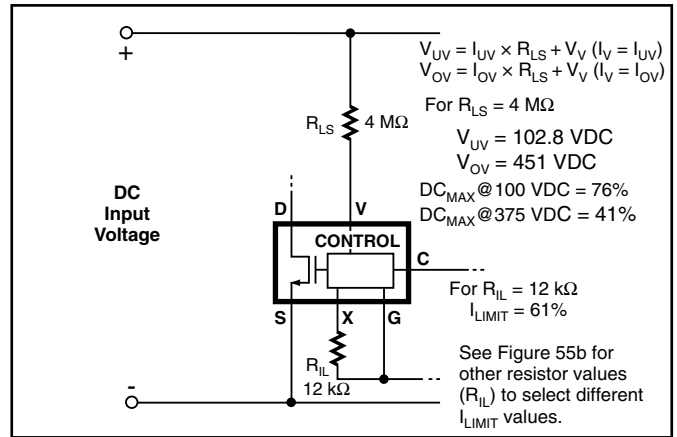 +
V_UV = I_UV × R_LS + V_V (I_V = I_UV)
V_OV = I_OV × R_LS + V_V (I_V = I_OV)
For R_LS = 4 MΩ
R_LS 4 MΩ
V_UV = 102.8 VDC
V_OV = 451 VDC
DC_MAX@100 VDC = 76%
DC_MAX@375 VDC = 41%
DC
Input
Voltage
D V
CONTROL
C
For R_IL = 12 kΩ
I_LIMIT = 61%
S X G
R_IL
12 kΩ
See Figure 55b for
other resistor values
(R_IL) to select different
I_LIMIT values.
-